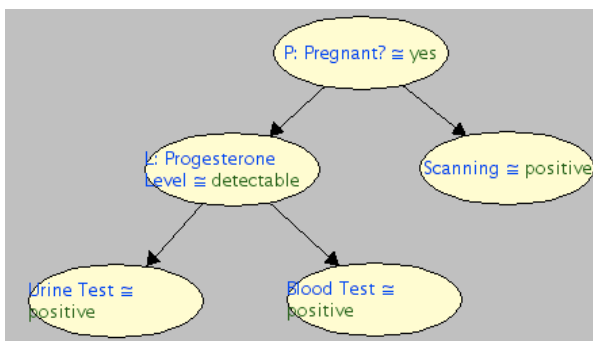 P: Pregnant? ≅ yes
L: Progesterone
Level ≅ detectable
Scanning ≅ positive
Urine Test ≅
positive
Blood Test ≅
positive